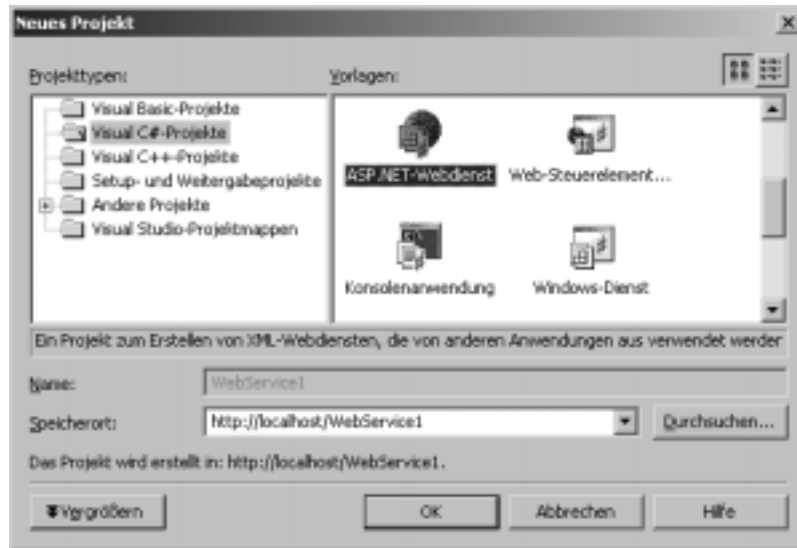 Neues Projekt
Projekttypen:
Vorlagen:
Visual Basic-Projekte
Visual C#-Projekte
Visual C++-Projekte
Setup- und Weitergabeprojekte
Andere Projekte
Visual Studio-Projektmappen
ASP.NET-Webdienst
Web-Steuerelement...
Konsolenanwendung
Windows-Dienst
Ein Projekt zum Erstellen von XML-Webdiensten, die von anderen Anwendungen aus verwendet werder
Name:
WebService1
Speicherort:
http://localhost/WebService1
Durchsuchen...
Das Projekt wird erstellt in: http://localhost/WebService1.
Vergrößern
OK
Abbrechen
Hilfe